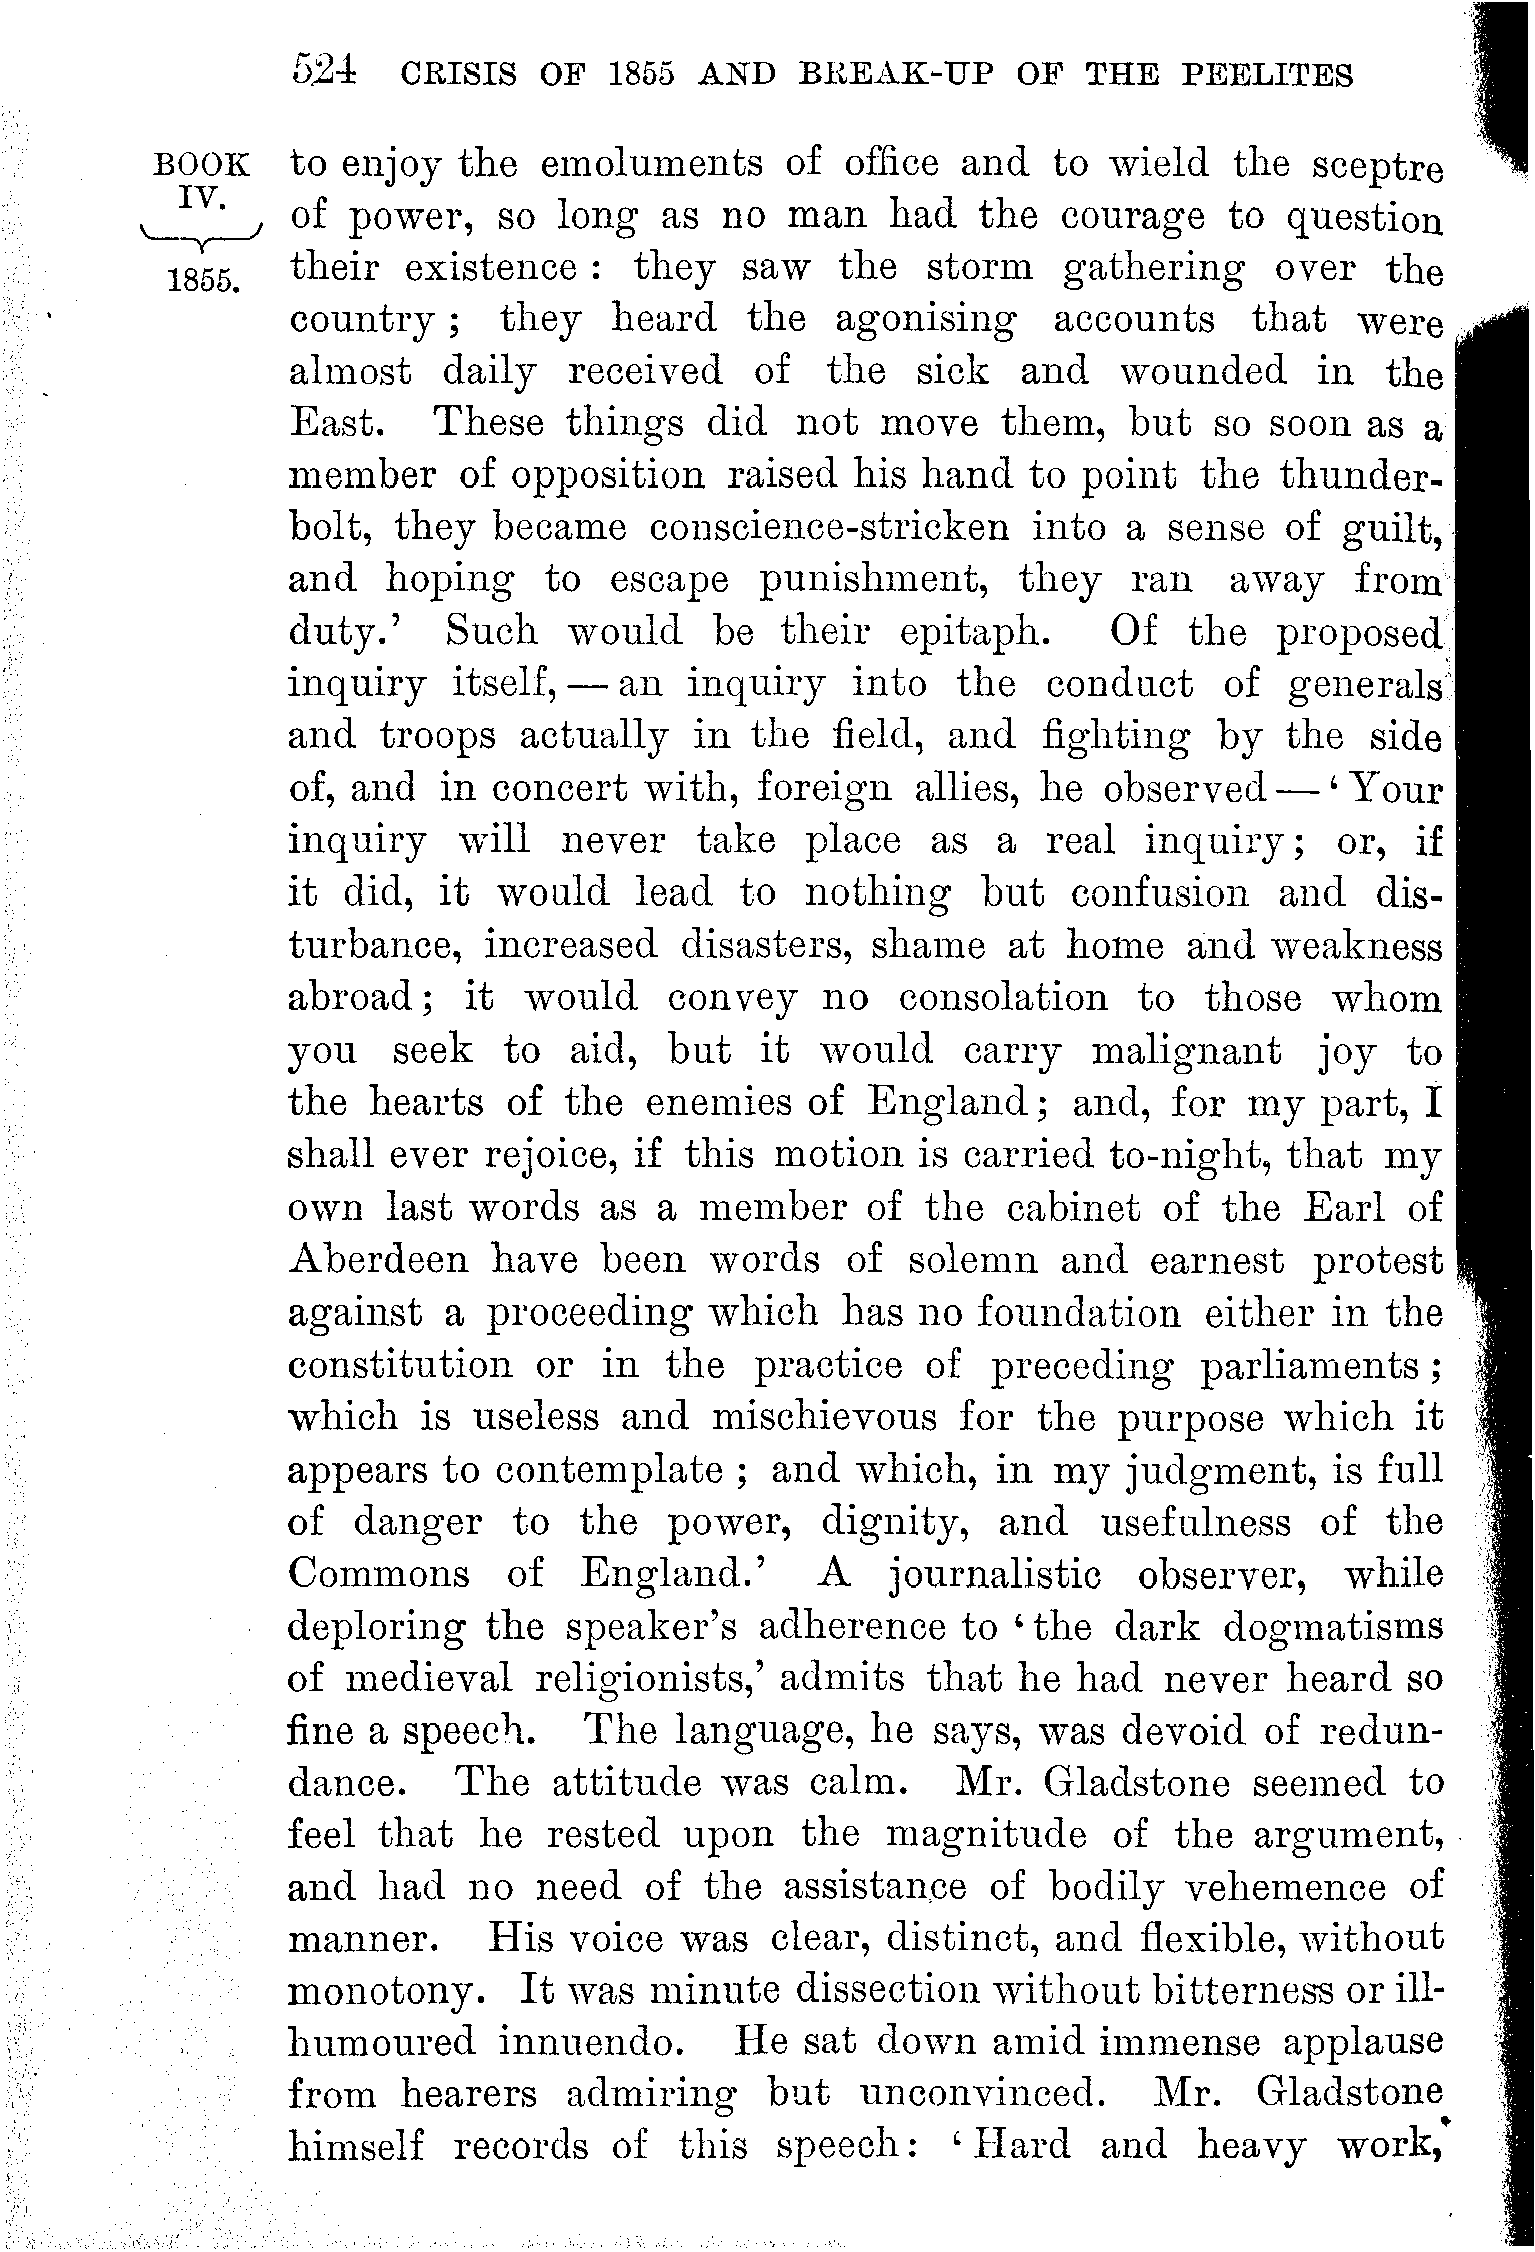 524 CRISIS OF 1855 AND BREAK-UP OF THE PEELITES
BOOK
IV.
1855.
to enjoy the emoluments of office and to wield the sceptre
of power, so long as no man had the courage to question
their existence : they saw the storm gathering over the
country ; they heard the agonising accounts that were
almost daily received of the sick and wounded in the
East. These things did not move them, but so soon as a
member of opposition raised his hand to point the thunder-
bolt, they became conscience-stricken into a sense of guilt,
and hoping to escape punishment, they ran away from
duty.’ Such would be their epitaph. Of the proposed
inquiry itself, — an inquiry into the conduct of generals
and troops actually in the field, and fighting by the side
of, and in concert with, foreign allies, he observed — ‘ Your
inquiry will never take place as a real inquiry ; or, if
it did, it would lead to nothing but confusion and dis-
turbance, increased disasters, shame at home and weakness
abroad ; it would convey no consolation to those whom
you seek to aid, but it would carry malignant joy to
the hearts of the enemies of England ; and, for my part, I
shall ever rejoice, if this motion is carried to-night, that my
own last words as a member of the cabinet of the Earl of
Aberdeen have been words of solemn and earnest protest
against a proceeding which has no foundation either in the
constitution or in the practice of preceding parliaments ;
which is useless and mischievous for the purpose which it
appears to contemplate ; and which, in my judgment, is full
of danger to the power, dignity, and usefulness of the
Commons of England.’ A journalistic observer, while
deploring the speaker’s adherence to ‘ the dark dogmatisms
of medieval religionists,’ admits that he had never heard so
fine a speech. The language, he says, was devoid of redun-
dance. The attitude was calm. Mr. Gladstone seemed to
feel that he rested upon the magnitude of the argument,
and had no need of the assistance of bodily vehemence of
manner. His voice was clear, distinct, and flexible, without
monotony. It was minute dissection without bitterness or ill-
humoured innuendo. He sat down amid immense applause
from hearers admiring but unconvinced. Mr. Gladstone
himself records of this speech : ‘ Hard and heavy work,